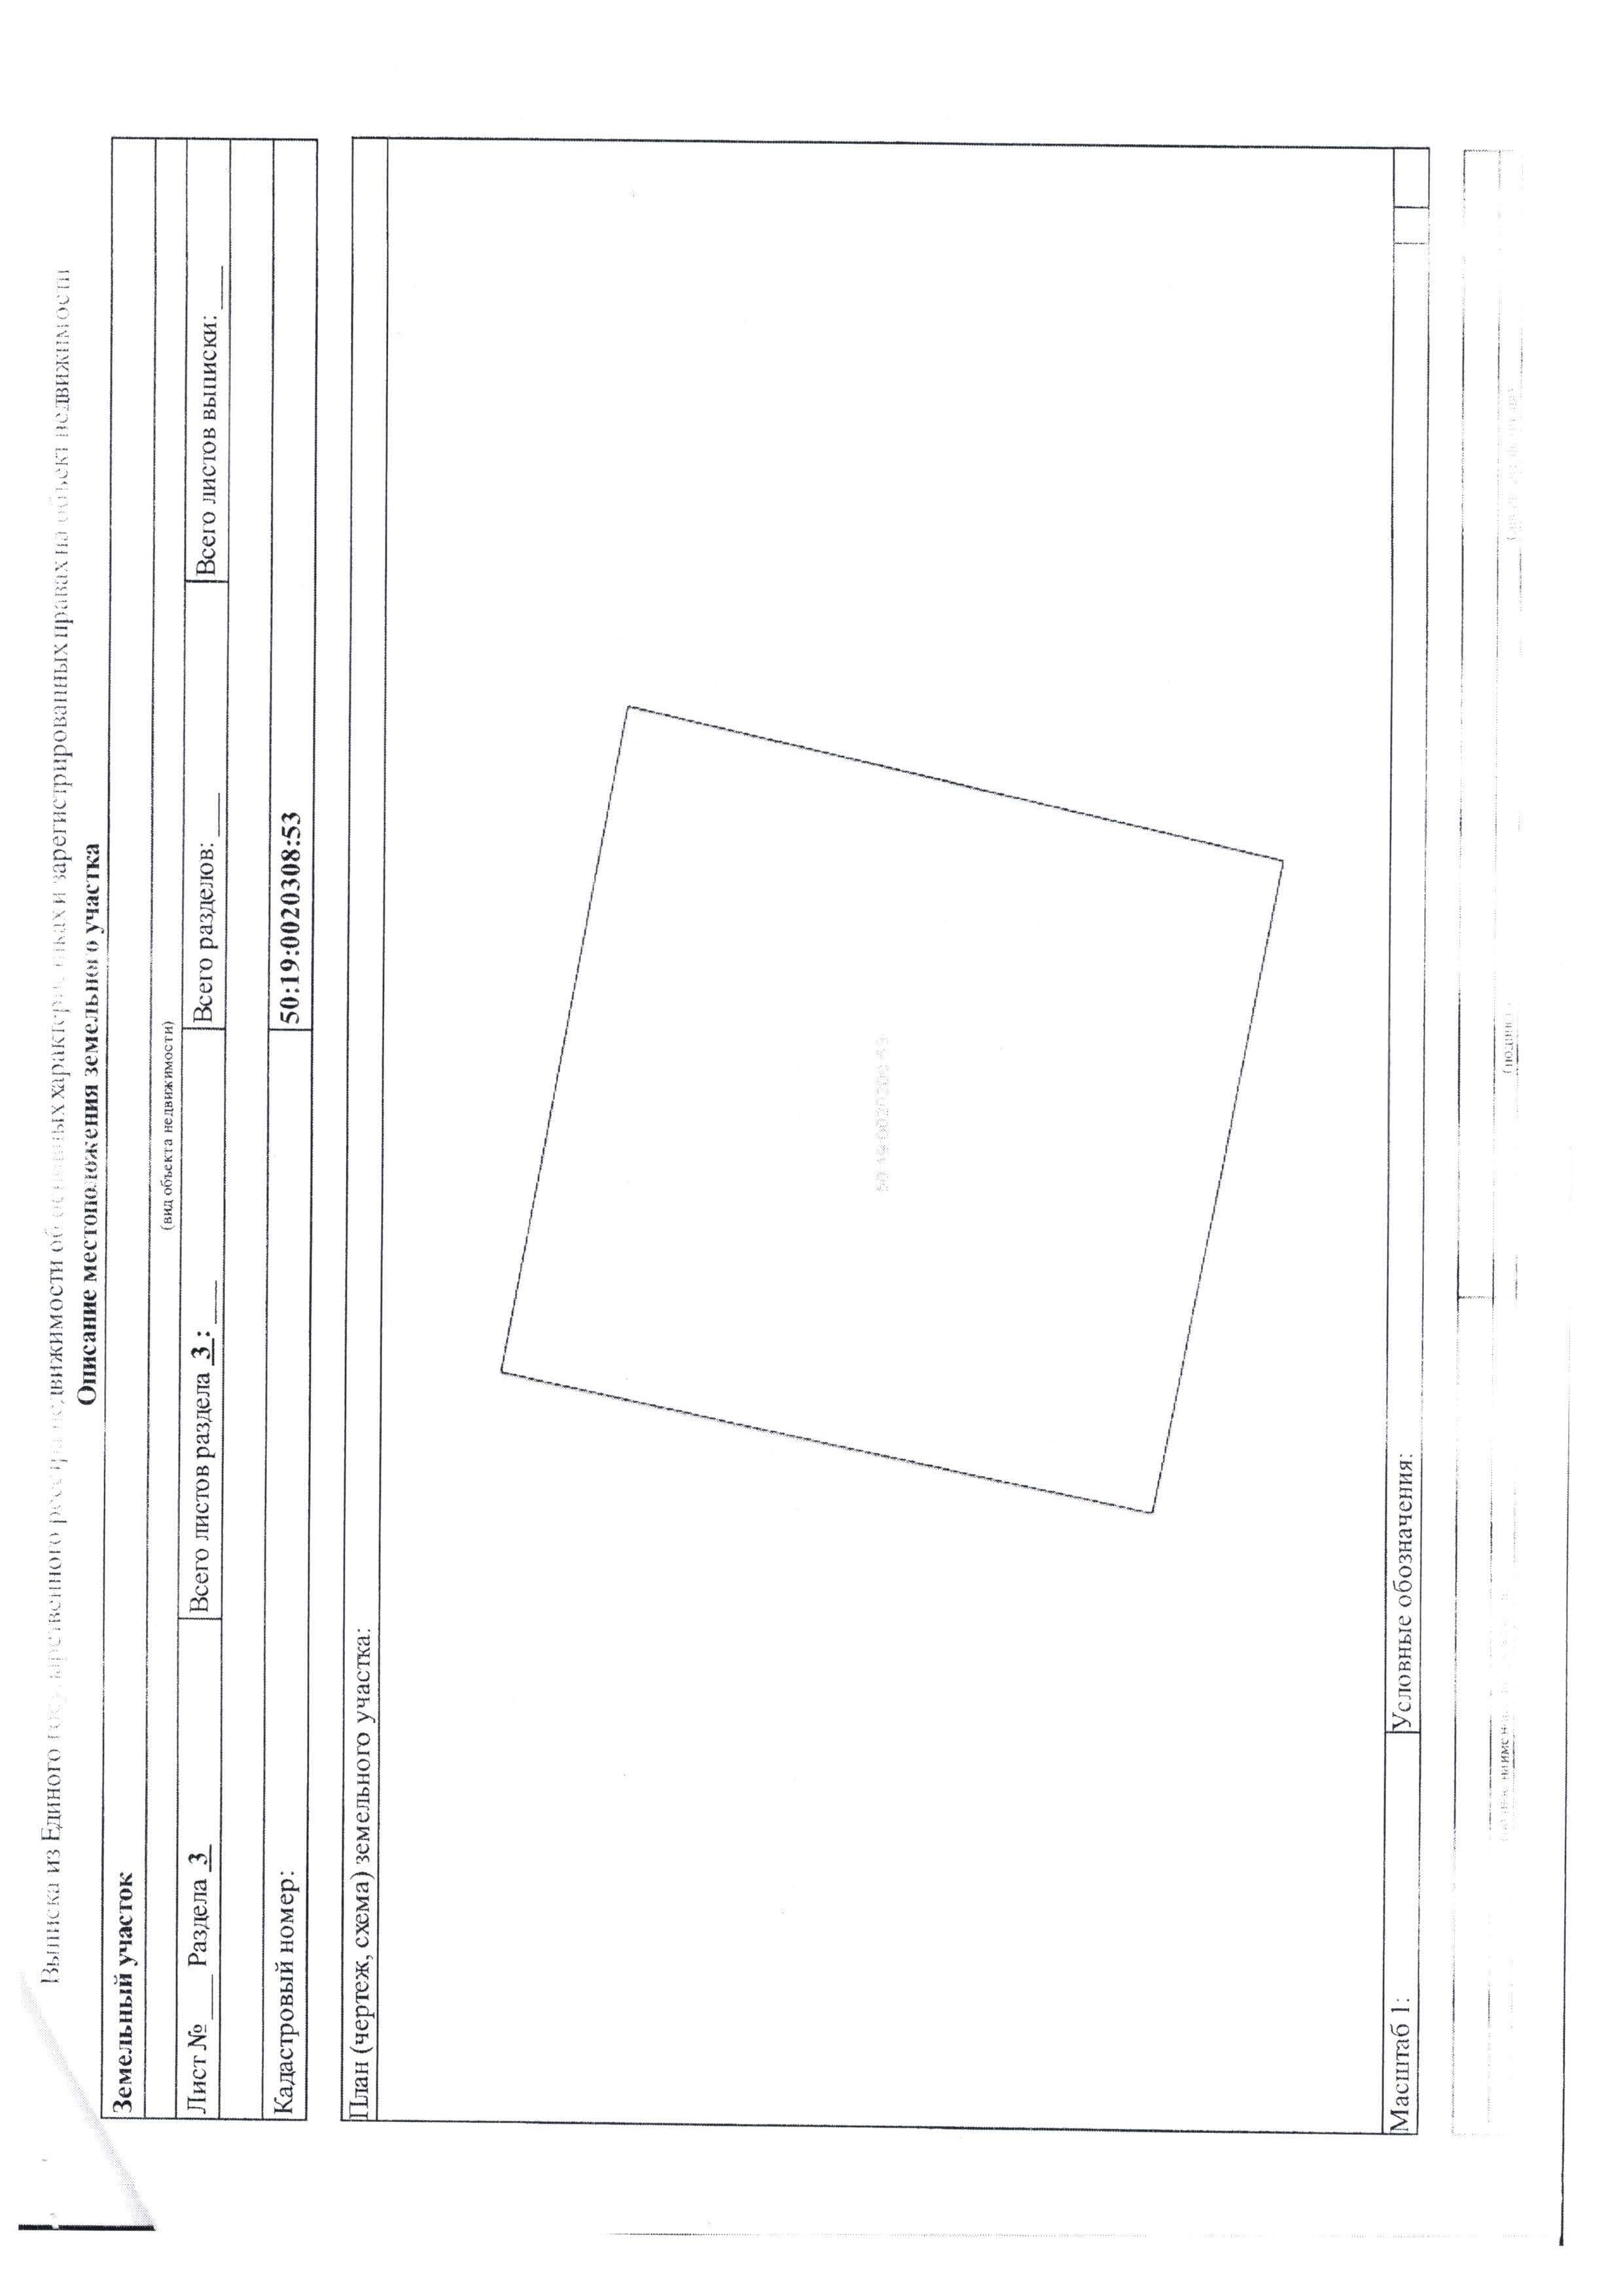 Выписка из Единого государственного реестра недвижимости об основных характеристиках и зарегистрированных правах на объект недвижимости
Описание местоположения земельного участка
Земельный участок
(вид объекта недвижимости)
Лист № ___ Раздела 3 Всего листов раздела 3 : ___ Всего разделов: ___ Всего листов выписки: ___
Кадастровый номер: 50:19:0020308:53
План (чертеж, схема) земельного участка:
Масштаб 1: Условные обозначения: